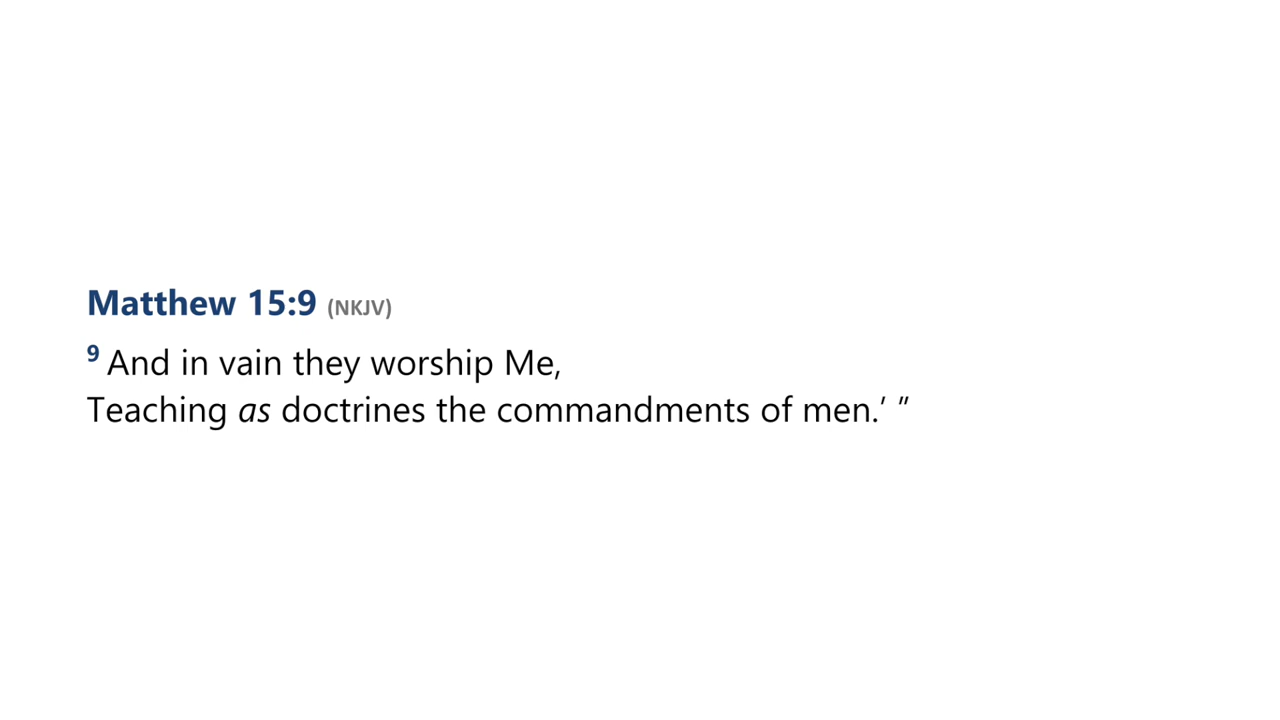 Matthew 15:9 (NKJV)
9 And in vain they worship Me,
Teaching as doctrines the commandments of men.’ ”